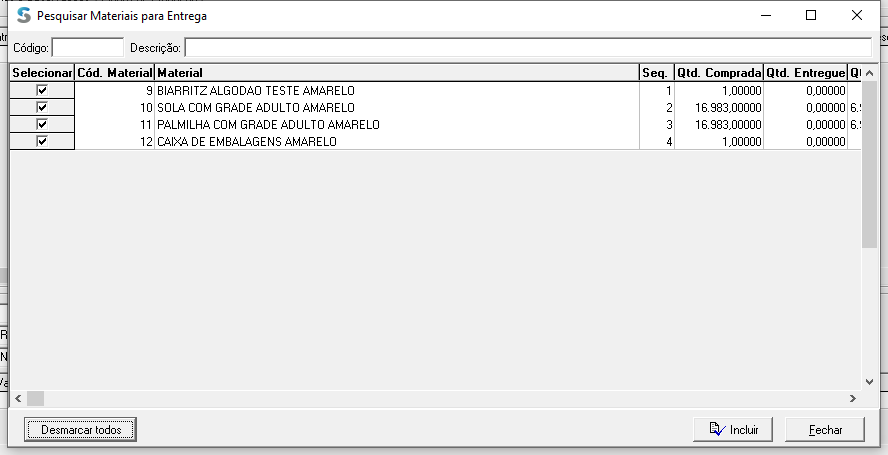 Pesquisar Materiais para Entrega
Código: Descrição:
Selecionar Cód. Material Material Seq. Qtd. Comprada Qtd. Entregue
9 BIARRITZ ALGODAO TESTE AMARELO 1 1,00000 0,00000
10 SOLA COM GRADE ADULTO AMARELO 2 16.983,00000 0,00000 6.9
11 PALMILHA COM GRADE ADULTO AMARELO 3 16.983,00000 0,00000 6.9
12 CAIXA DE EMBALAGENS AMARELO 4 1,00000 0,00000
Desmarcar todos Incluir Fechar